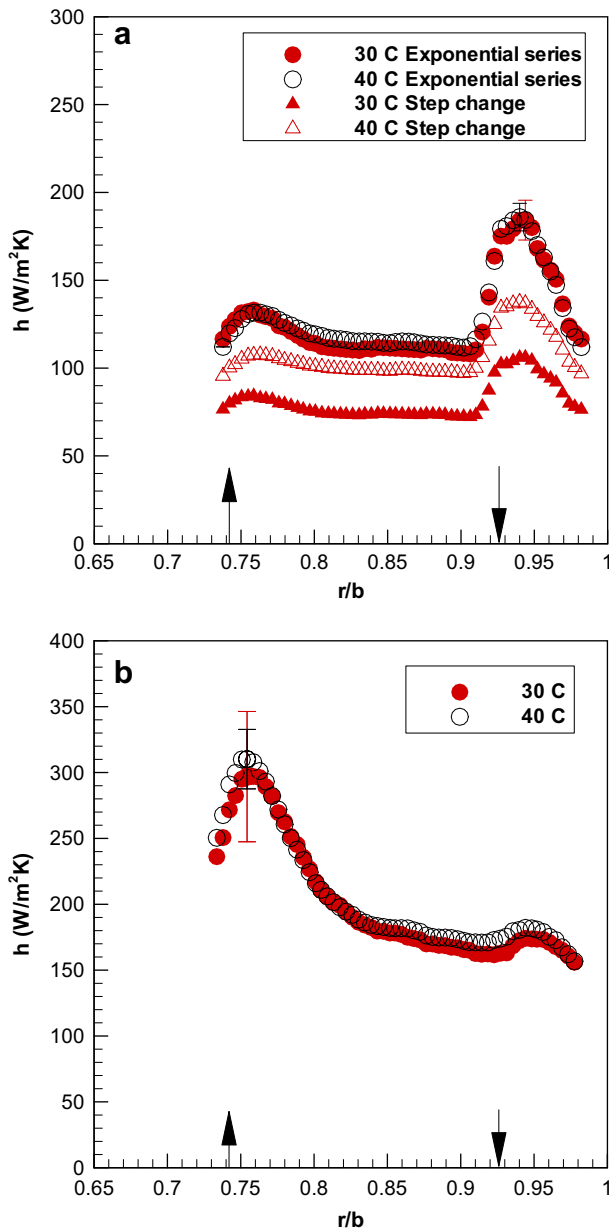 a
30 C Exponential series
40 C Exponential series
30 C Step change
40 C Step change
h (W/m²K)
300
250
200
150
100
50
0
0.65 0.7 0.75 0.8 0.85 0.9 0.95 1
r/b
b
30 C
40 C
h (W/m²K)
400
350
300
250
200
150
100
50
0
0.65 0.7 0.75 0.8 0.85 0.9 0.95 1
r/b